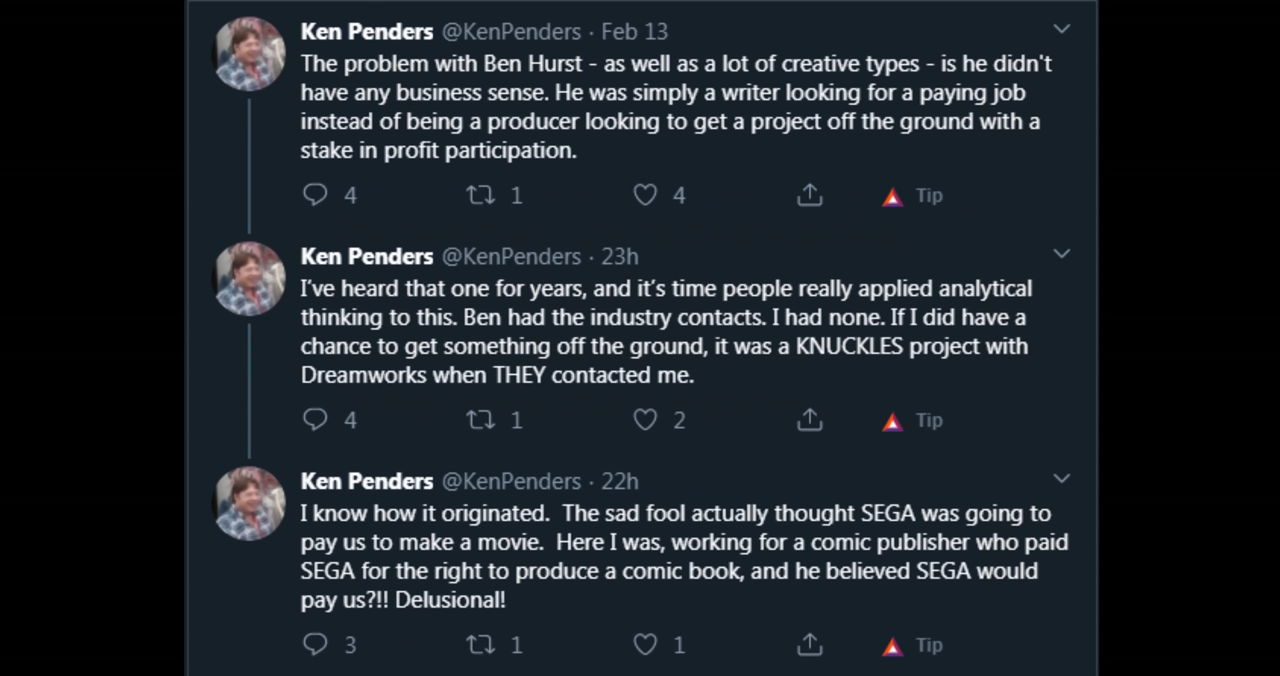 Ken Penders @KenPenders · Feb 13
The problem with Ben Hurst - as well as a lot of creative types - is he didn't
have any business sense. He was simply a writer looking for a paying job
instead of being a producer looking to get a project off the ground with a
stake in profit participation.
4 1 4 Tip
Ken Penders @KenPenders · 23h
I've heard that one for years, and it's time people really applied analytical
thinking to this. Ben had the industry contacts. I had none. If I did have a
chance to get something off the ground, it was a KNUCKLES project with
Dreamworks when THEY contacted me.
4 1 2 Tip
Ken Penders @KenPenders · 22h
I know how it originated.  The sad fool actually thought SEGA was going to
pay us to make a movie.  Here I was, working for a comic publisher who paid
SEGA for the right to produce a comic book, and he believed SEGA would
pay us?!! Delusional!
3 1 1 Tip